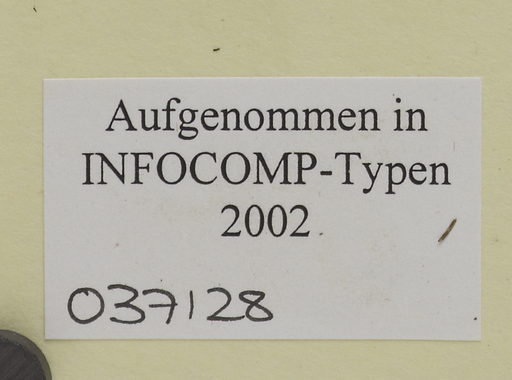 Aufgenommen in
INFOCOMP-Typen
2002
037128